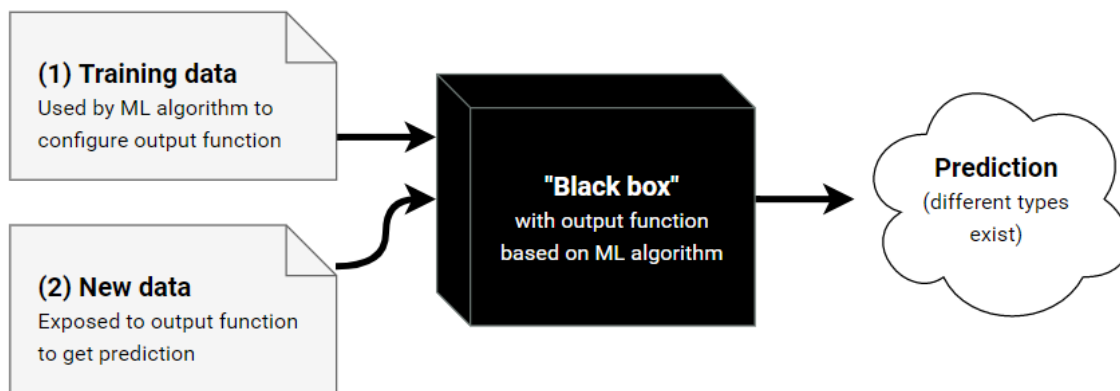 (1) Training data
Used by ML algorithm to
configure output function
(2) New data
Exposed to output function
to get prediction
"Black box"
with output function
based on ML algorithm
Prediction
(different types
exist)